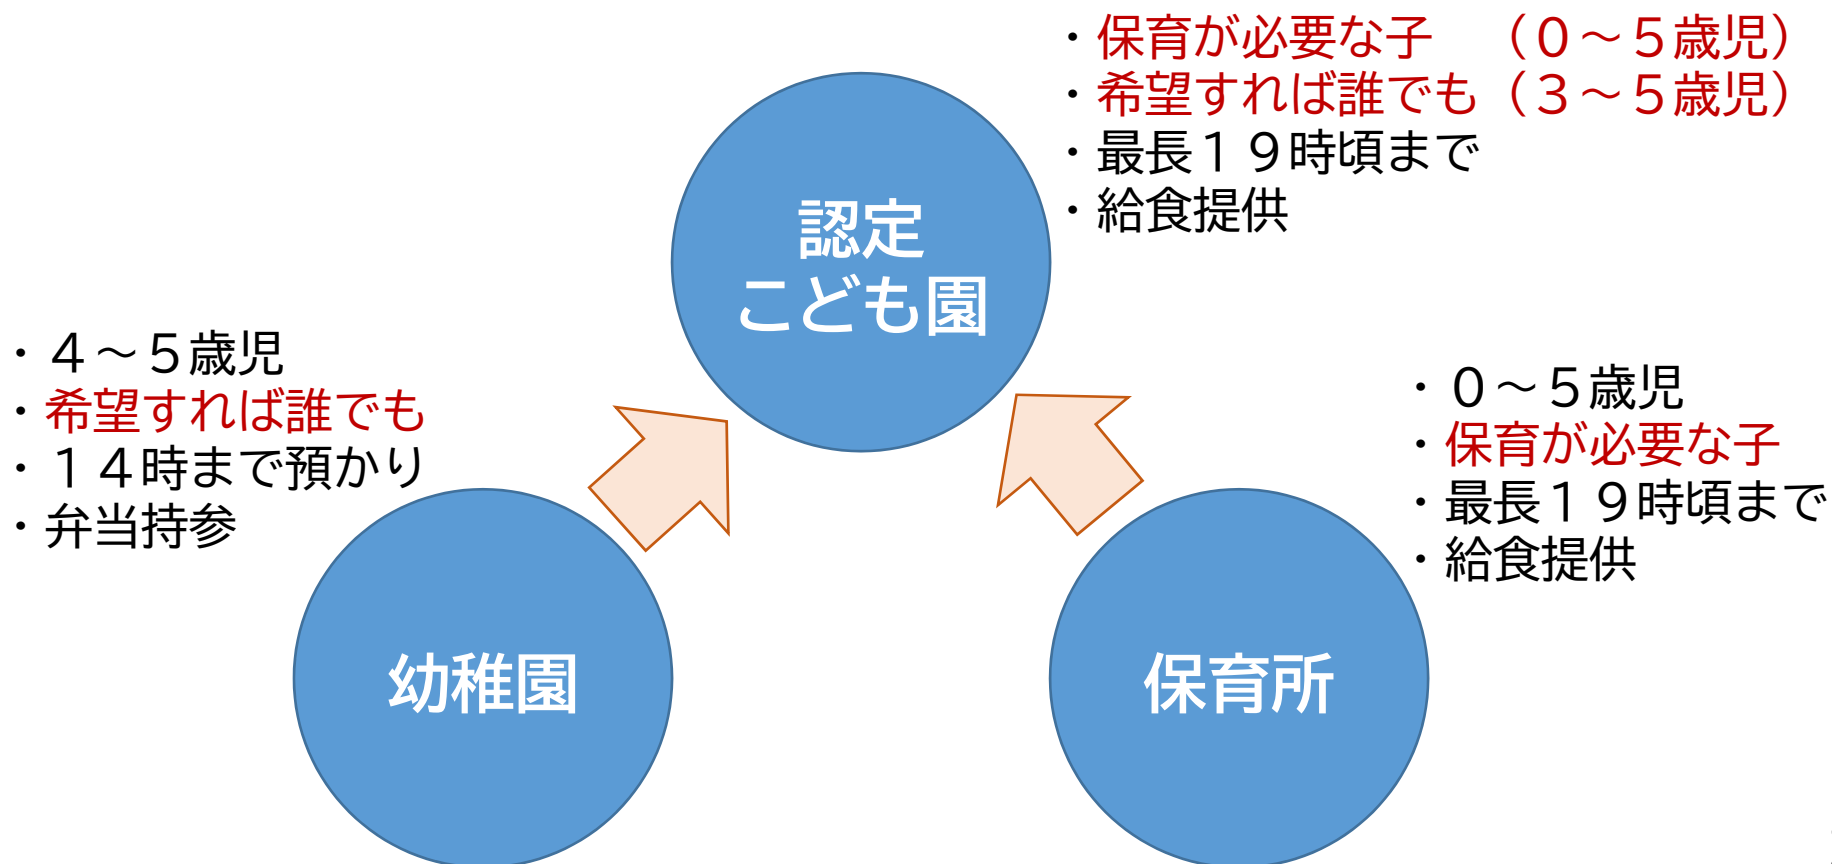 ・保育が必要な子　（０～５歳児）
・希望すれば誰でも（３～５歳児）
・最長１９時頃まで
・給食提供
認定
こども園
・４～５歳児
・希望すれば誰でも
・１４時まで預かり
・弁当持参
・０～５歳児
・保育が必要な子
・最長１９時頃まで
・給食提供
幼稚園
保育所